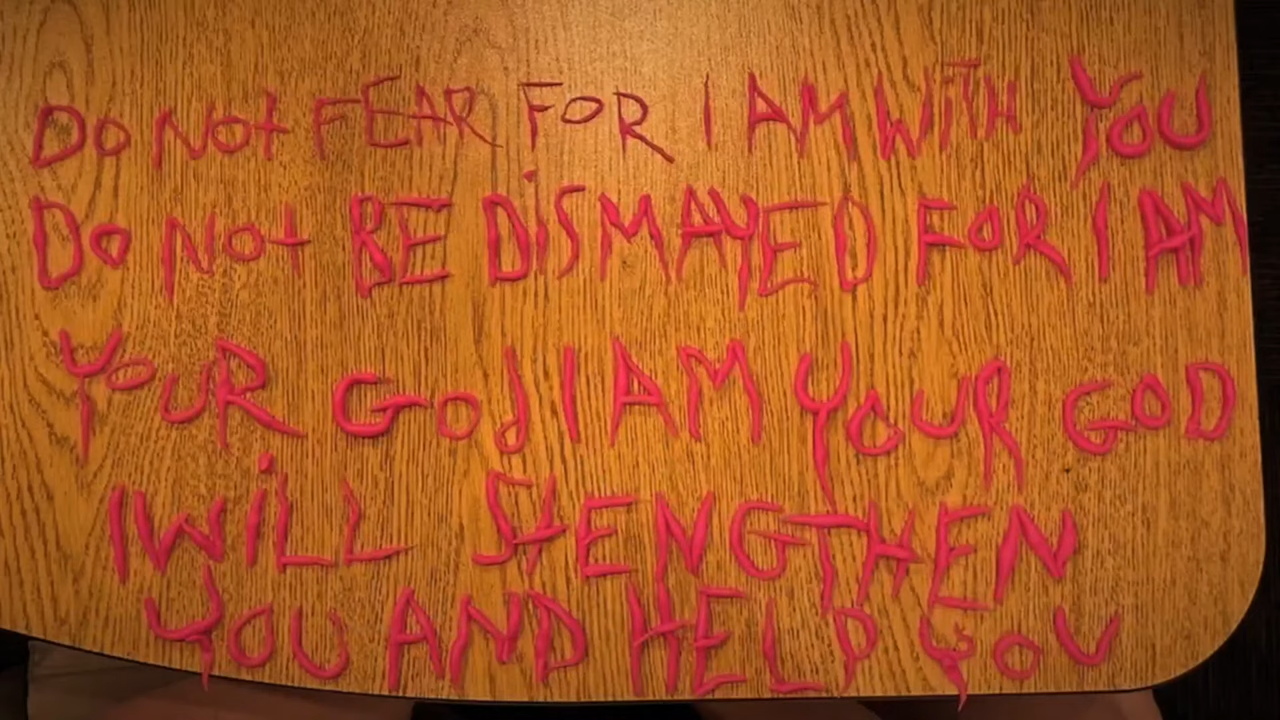 DO NOt FEAR FOR I AM WiTH YOU
DO NOt BE DiSMAYED FOR I AM
YOUR GOd I AM YOUR GOD
I WiLL StENGTHEN
YOU AND HELP YOU